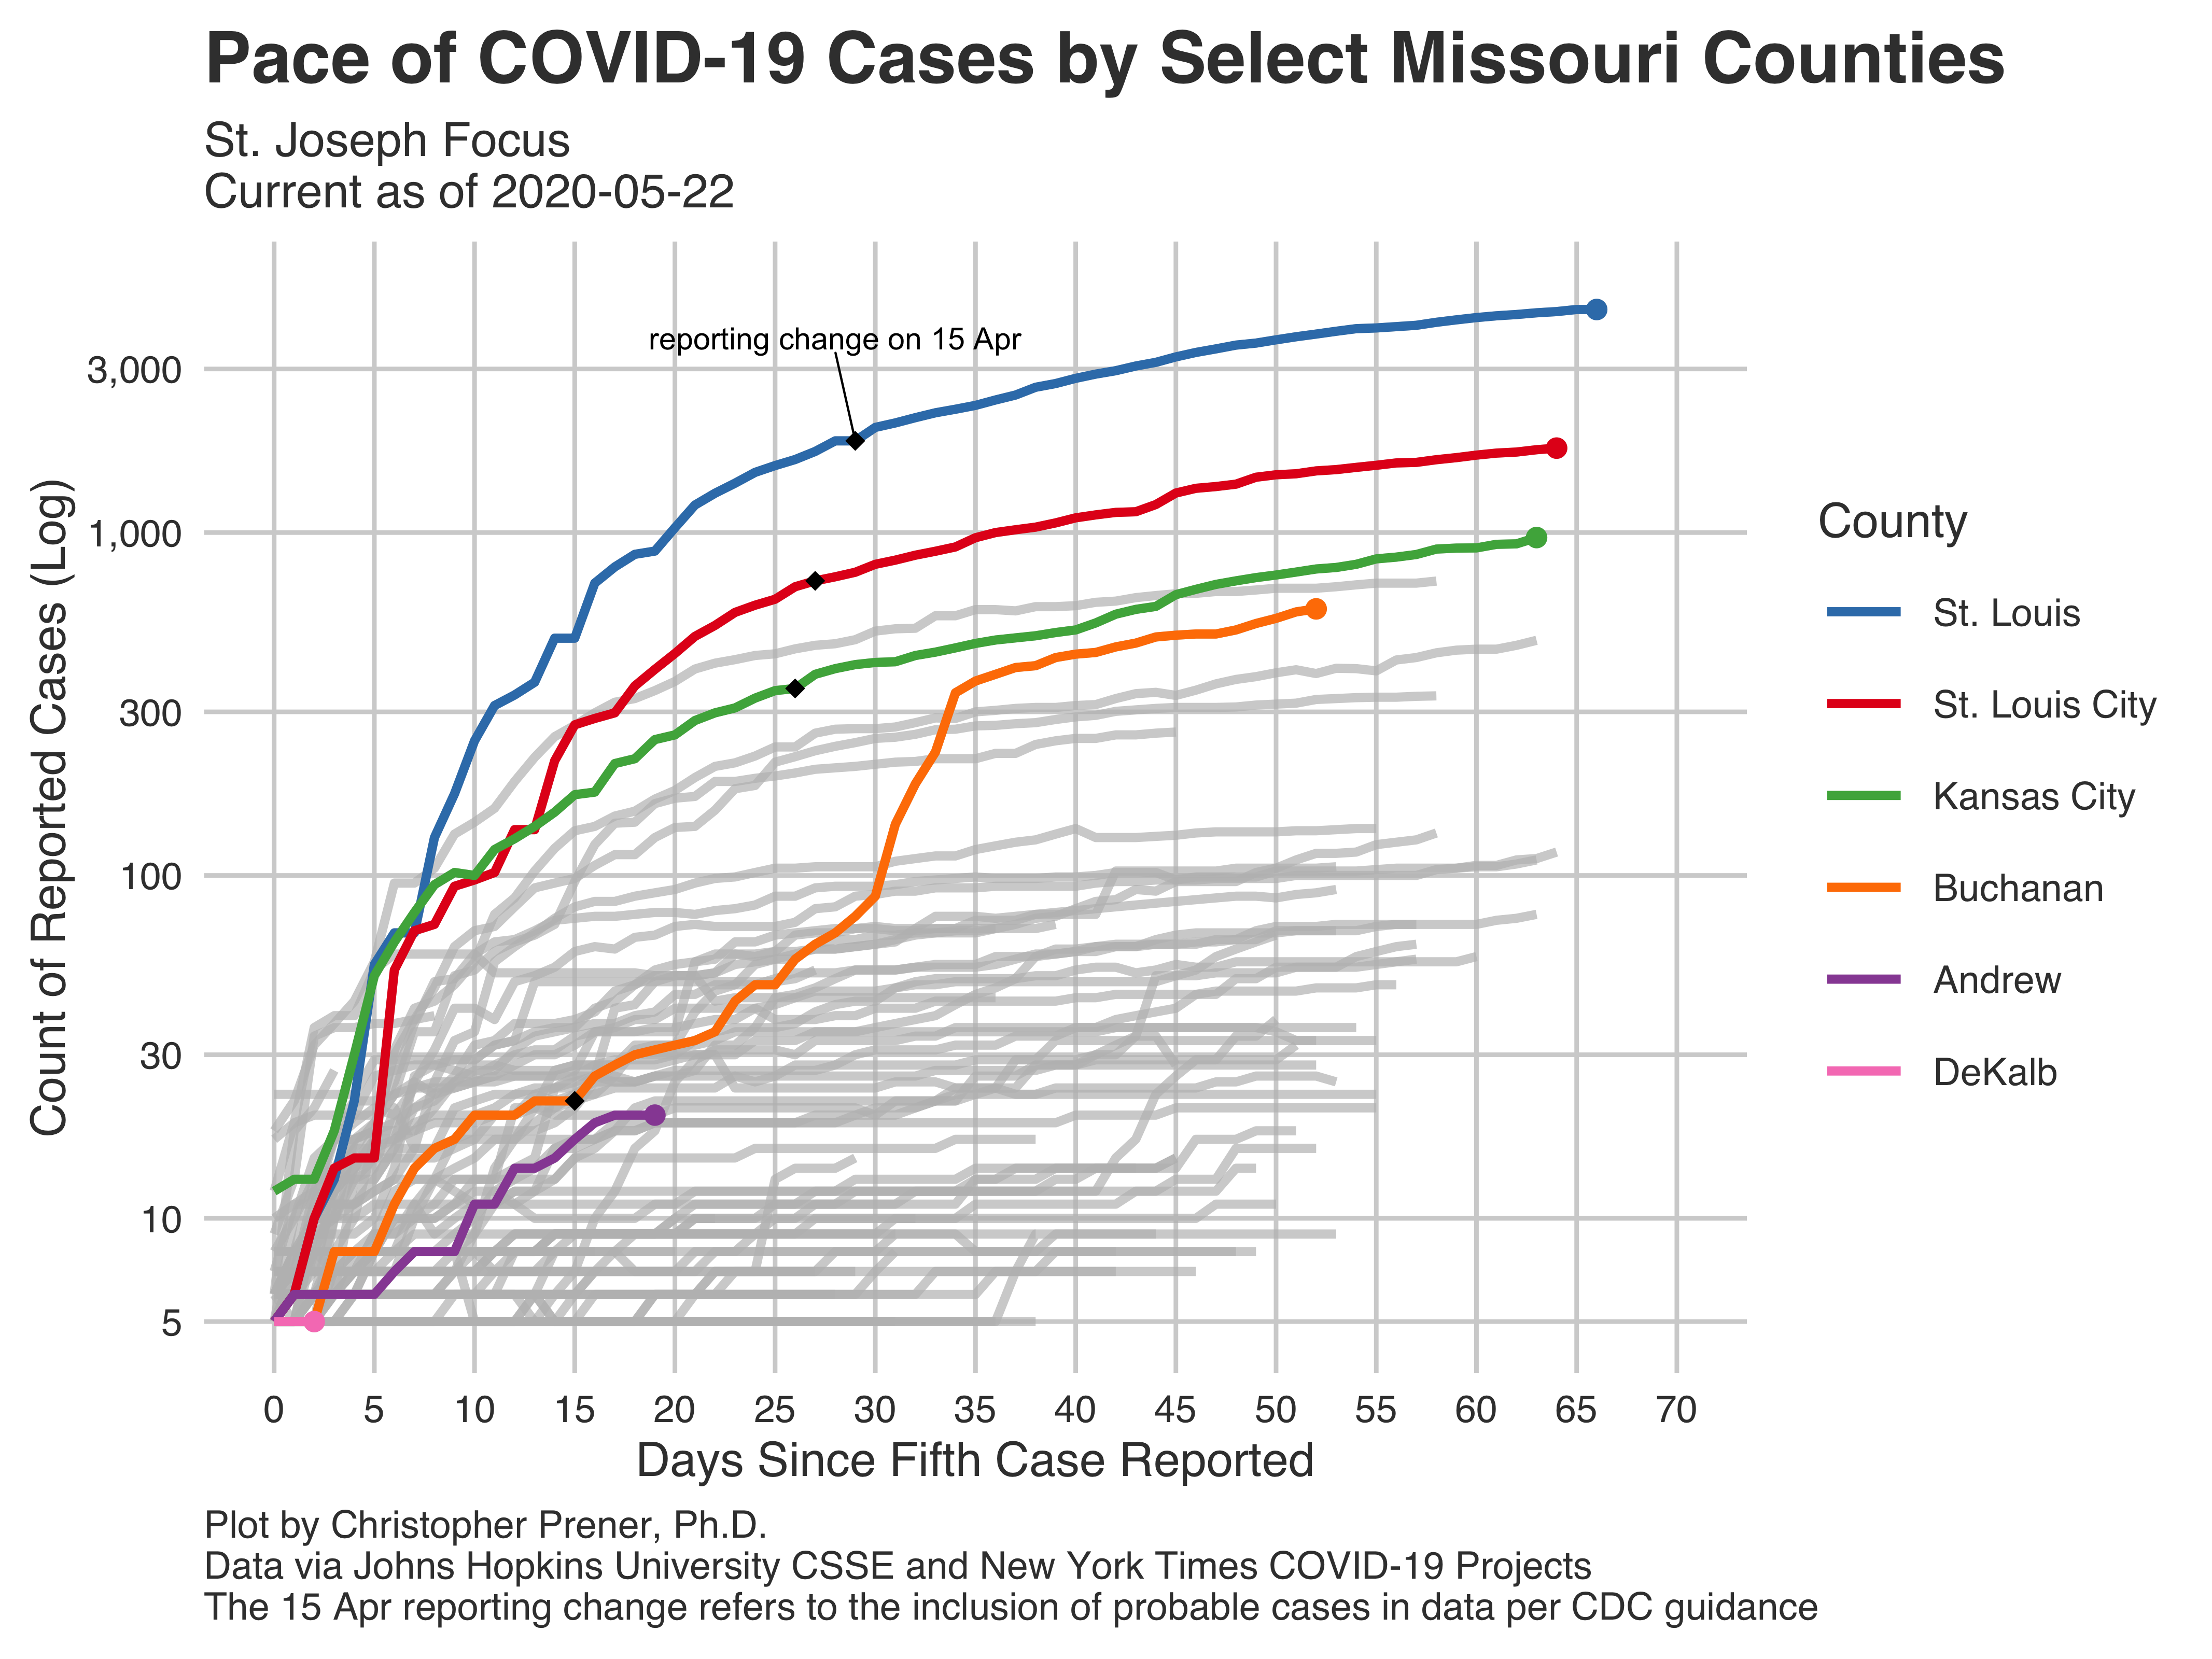 Pace of COVID-19 Cases by Select Missouri Counties
St. Joseph Focus
Current as of 2020-05-22
reporting change on 15 Apr
Count of Reported Cases (Log)
3,000
1,000
300
100
30
10
5
0 5 10 15 20 25 30 35 40 45 50 55 60 65 70
Days Since Fifth Case Reported
County
St. Louis
St. Louis City
Kansas City
Buchanan
Andrew
DeKalb
Plot by Christopher Prener, Ph.D.
Data via Johns Hopkins University CSSE and New York Times COVID-19 Projects
The 15 Apr reporting change refers to the inclusion of probable cases in data per CDC guidance